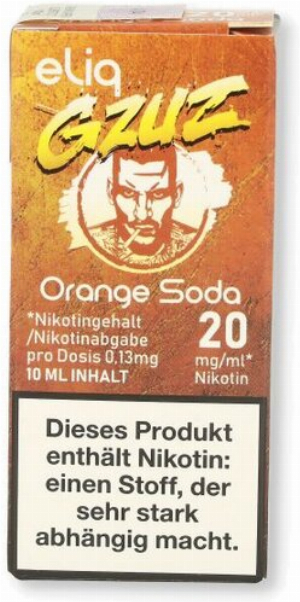 eLiq
GZUZ
Orange Soda
*Nikotingehalt
/Nikotinabgabe
pro Dosis 0,13mg
10 ML INHALT
20
mg/ml*
Nikotin
Dieses Produkt
enthält Nikotin:
einen Stoff, der
sehr stark
abhängig macht.